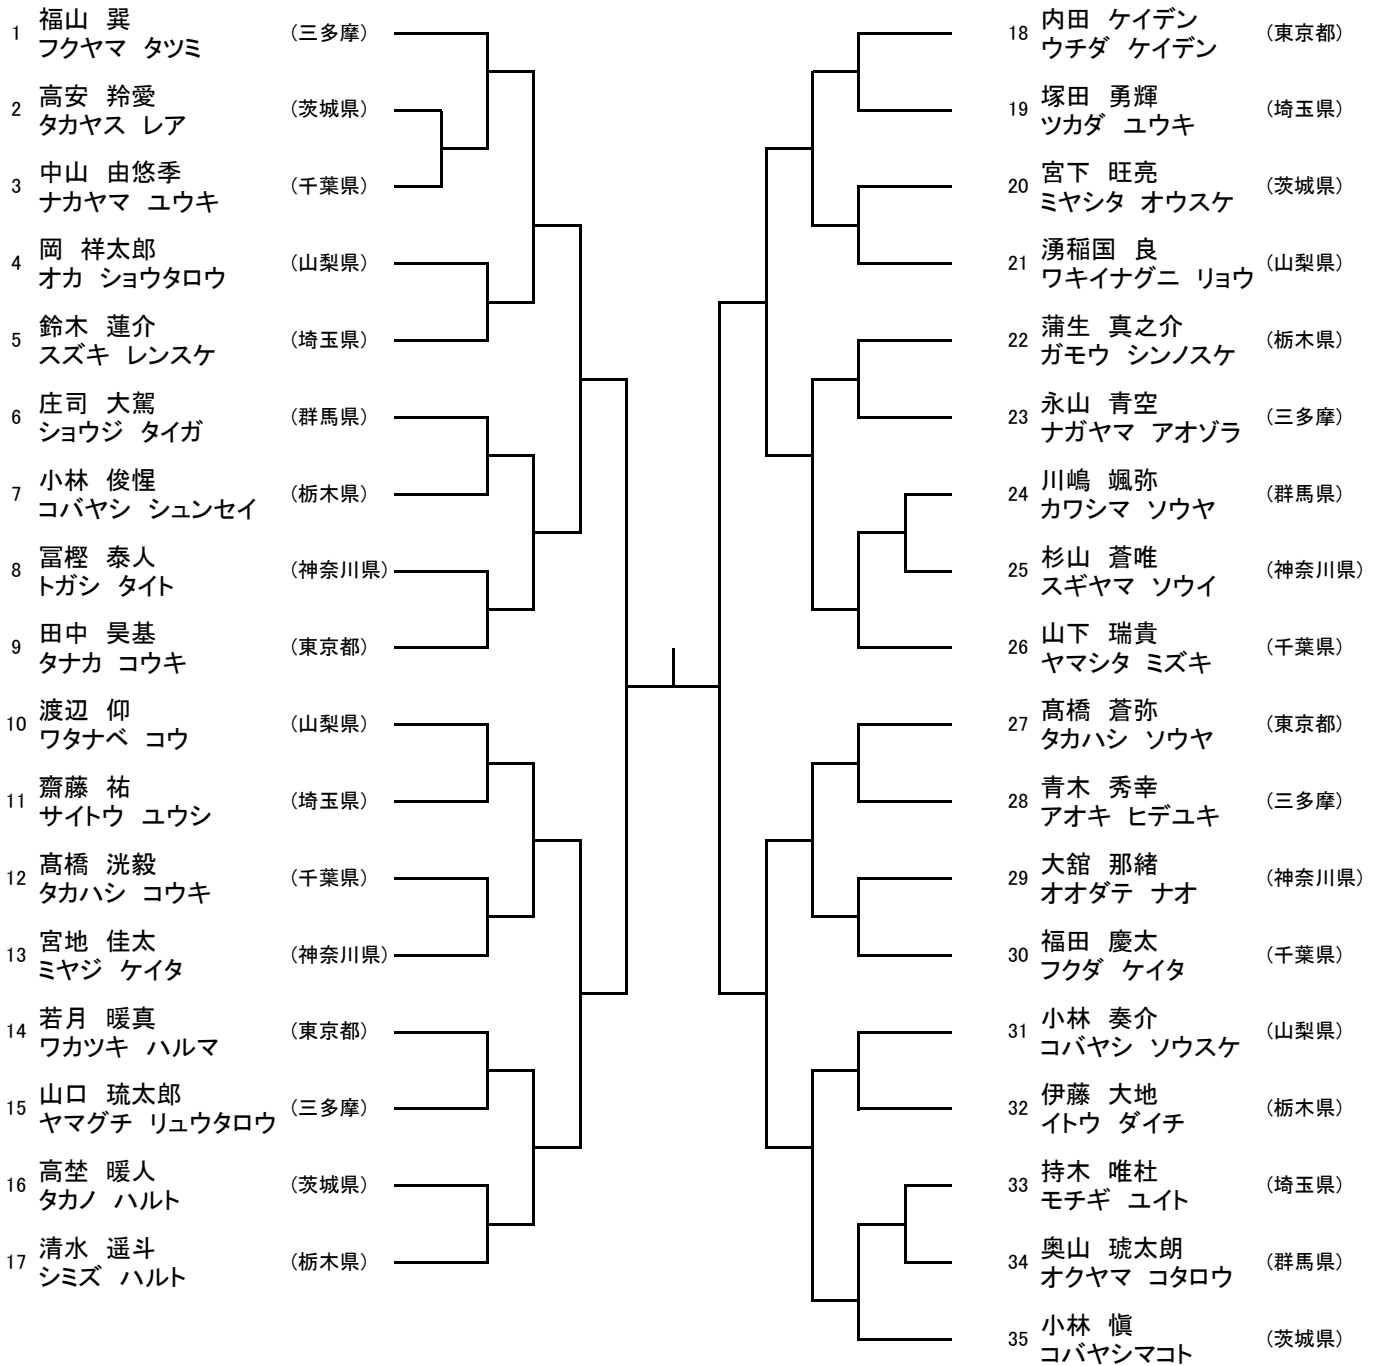 1 福山 巽 (三多摩)
フクヤマ タツミ
2 高安 羚愛 (茨城県)
タカヤス レア
3 中山 由悠季 (千葉県)
ナカヤマ ユウキ
4 岡 祥太郎 (山梨県)
オカ ショウタロウ
5 鈴木 蓮介 (埼玉県)
スズキ レンスケ
6 庄司 大駕 (群馬県)
ショウジ タイガ
7 小林 俊惺 (栃木県)
コバヤシ シュンセイ
8 冨樫 泰人 (神奈川県)
トガシ タイト
9 田中 昊基 (東京都)
タナカ コウキ
10 渡辺 仰 (山梨県)
ワタナベ コウ
11 齋藤 祐 (埼玉県)
サイトウ ユウシ
12 髙橋 洸毅 (千葉県)
タカハシ コウキ
13 宮地 佳太 (神奈川県)
ミヤジ ケイタ
14 若月 暖真 (東京都)
ワカツキ ハルマ
15 山口 琉太郎 (三多摩)
ヤマグチ リュウタロウ
16 高埜 暖人 (茨城県)
タカノ ハルト
17 清水 遥斗 (栃木県)
シミズ ハルト
18 内田 ケイデン (東京都)
ウチダ ケイデン
19 塚田 勇輝 (埼玉県)
ツカダ ユウキ
20 宮下 旺亮 (茨城県)
ミヤシタ オウスケ
21 湧稲国 良 (山梨県)
ワキイナグニ リョウ
22 蒲生 真之介 (栃木県)
ガモウ シンノスケ
23 永山 青空 (三多摩)
ナガヤマ アオゾラ
24 川嶋 颯弥 (群馬県)
カワシマ ソウヤ
25 杉山 蒼唯 (神奈川県)
スギヤマ ソウイ
26 山下 瑞貴 (千葉県)
ヤマシタ ミズキ
27 髙橋 蒼弥 (東京都)
タカハシ ソウヤ
28 青木 秀幸 (三多摩)
アオキ ヒデユキ
29 大舘 那緒 (神奈川県)
オオダテ ナオ
30 福田 慶太 (千葉県)
フクダ ケイタ
31 小林 奏介 (山梨県)
コバヤシ ソウスケ
32 伊藤 大地 (栃木県)
イトウ ダイチ
33 持木 唯杜 (埼玉県)
モチギ ユイト
34 奥山 琥太朗 (群馬県)
オクヤマ コタロウ
35 小林 愼 (茨城県)
コバヤシマコト